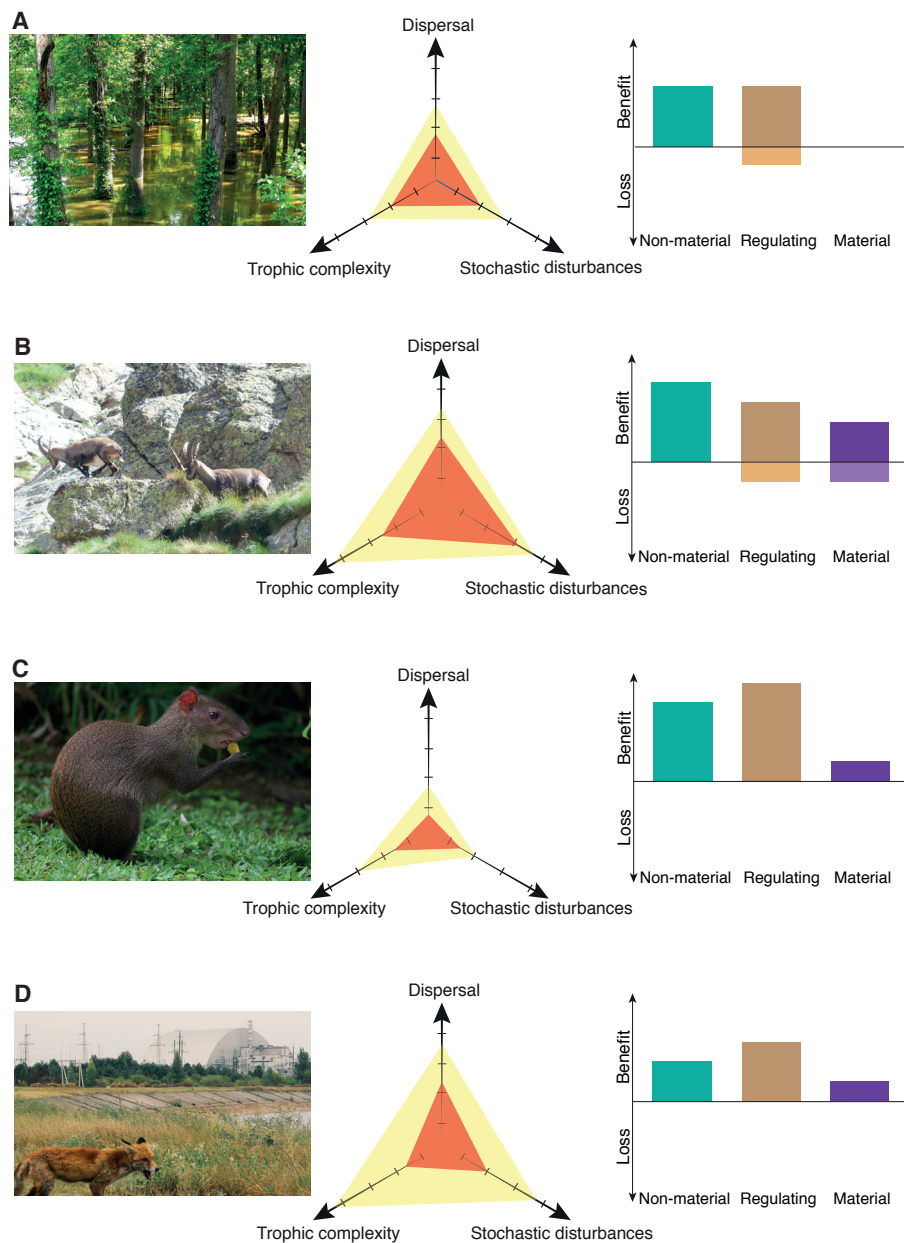 A
Dispersal
Trophic complexity
Stochastic disturbances
Benefit
Loss
Non-material
Regulating
Material
B
Dispersal
Trophic complexity
Stochastic disturbances
Benefit
Loss
Non-material
Regulating
Material
C
Dispersal
Trophic complexity
Stochastic disturbances
Benefit
Loss
Non-material
Regulating
Material
D
Dispersal
Trophic complexity
Stochastic disturbances
Benefit
Loss
Non-material
Regulating
Material